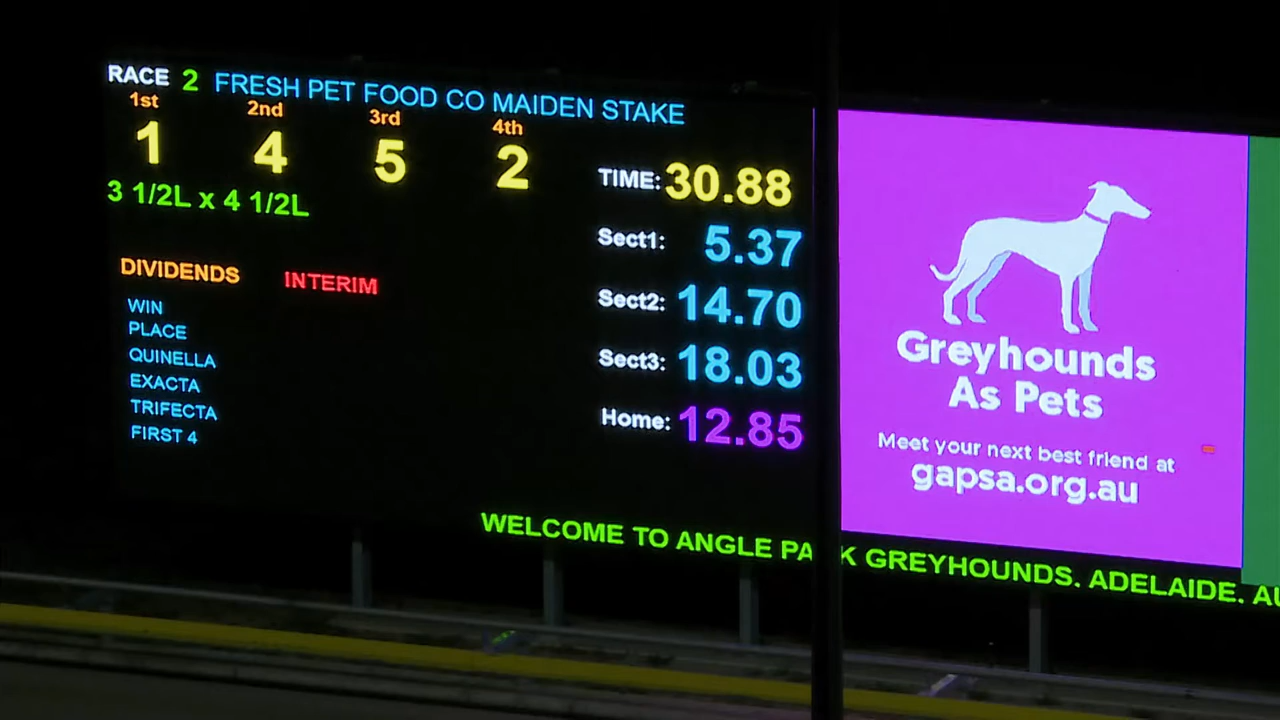 RACE 2 FRESH PET FOOD CO MAIDEN STAKE
1st 2nd 3rd 4th
1 4 5 2
3 1/2L x 4 1/2L
TIME: 30.88
Sect1: 5.37
Sect2: 14.70
Sect3: 18.03
Home: 12.85
DIVIDENDS INTERIM
WIN
PLACE
QUINELLA
EXACTA
TRIFECTA
FIRST 4
Greyhounds
As Pets
Meet your next best friend at
gapsa.org.au
WELCOME TO ANGLE PA K GREYHOUNDS. ADELAIDE. AU